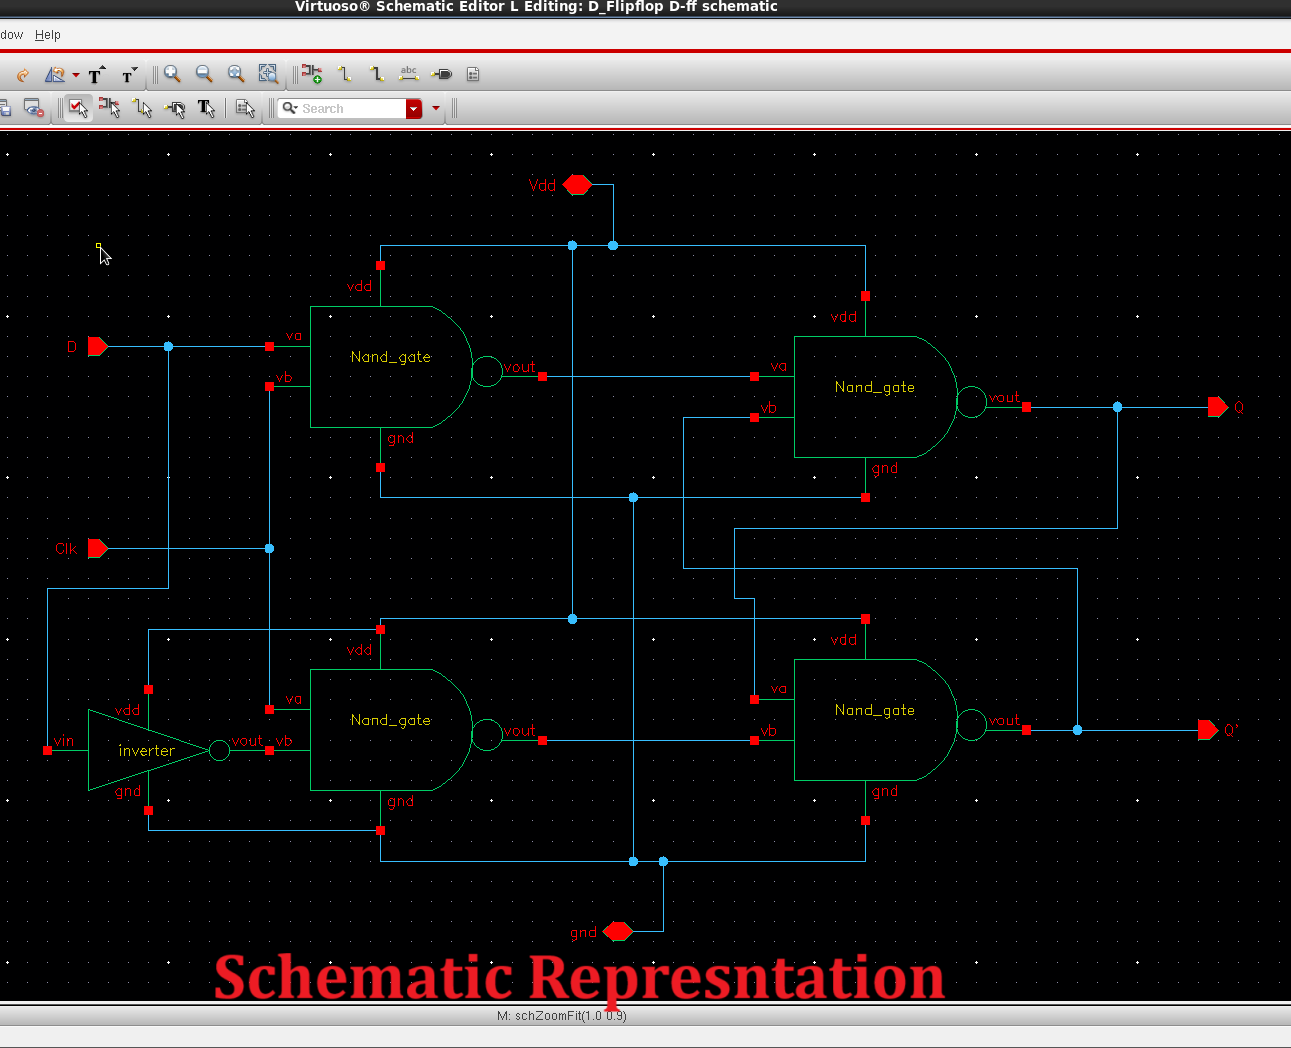 Virtuoso® Schematic Editor L Editing: D_Flipflop D-ff schematic
dow Help
abc
Search
Vdd
vdd
va
D
vb
Nand_gate
vout
gnd
vdd
va
vb
Nand_gate
vout
Q
gnd
Clk
vdd
va
Nand_gate
vout
vdd
vin
inverter
vout vb
gnd
gnd
vdd
va
Nand_gate
vb
vout
Q'
gnd
gnd
Schematic Represntation
M: schZoomFit(1.0 0.9)